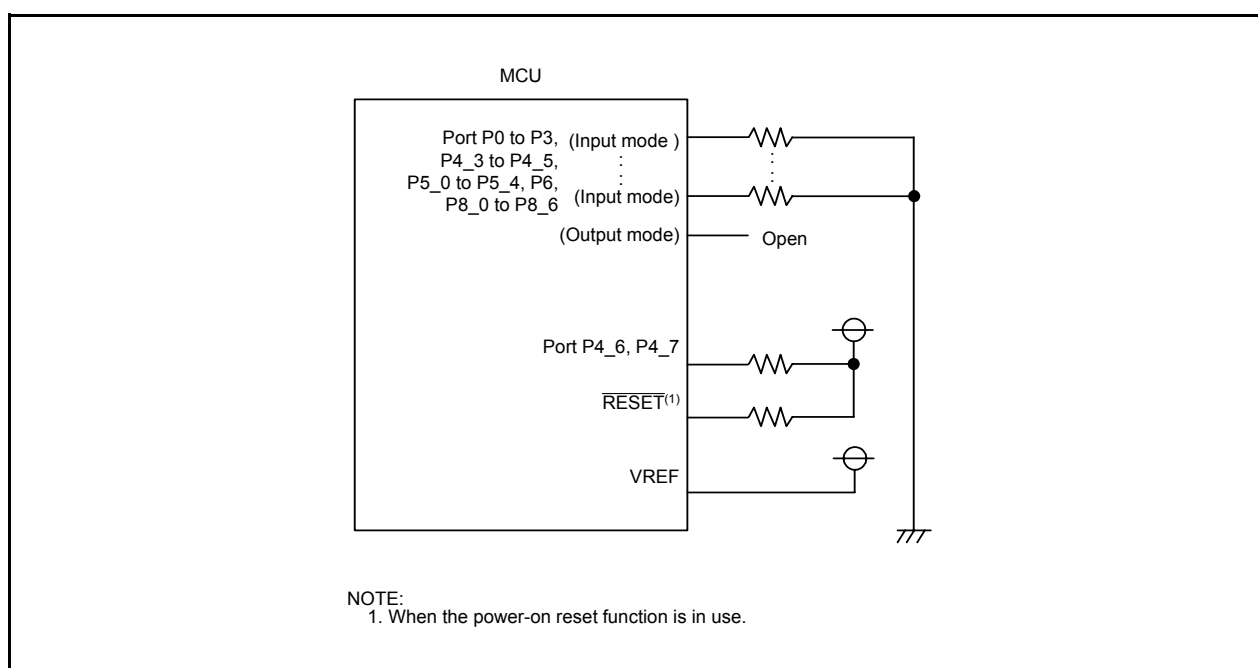 MCU
Port P0 to P3, (Input mode )
P4_3 to P4_5,
P5_0 to P5_4, P6,
P8_0 to P8_6 (Input mode)
(Output mode) Open
Port P4_6, P4_7
RESET(1)
VREF
NOTE:
1. When the power-on reset function is in use.